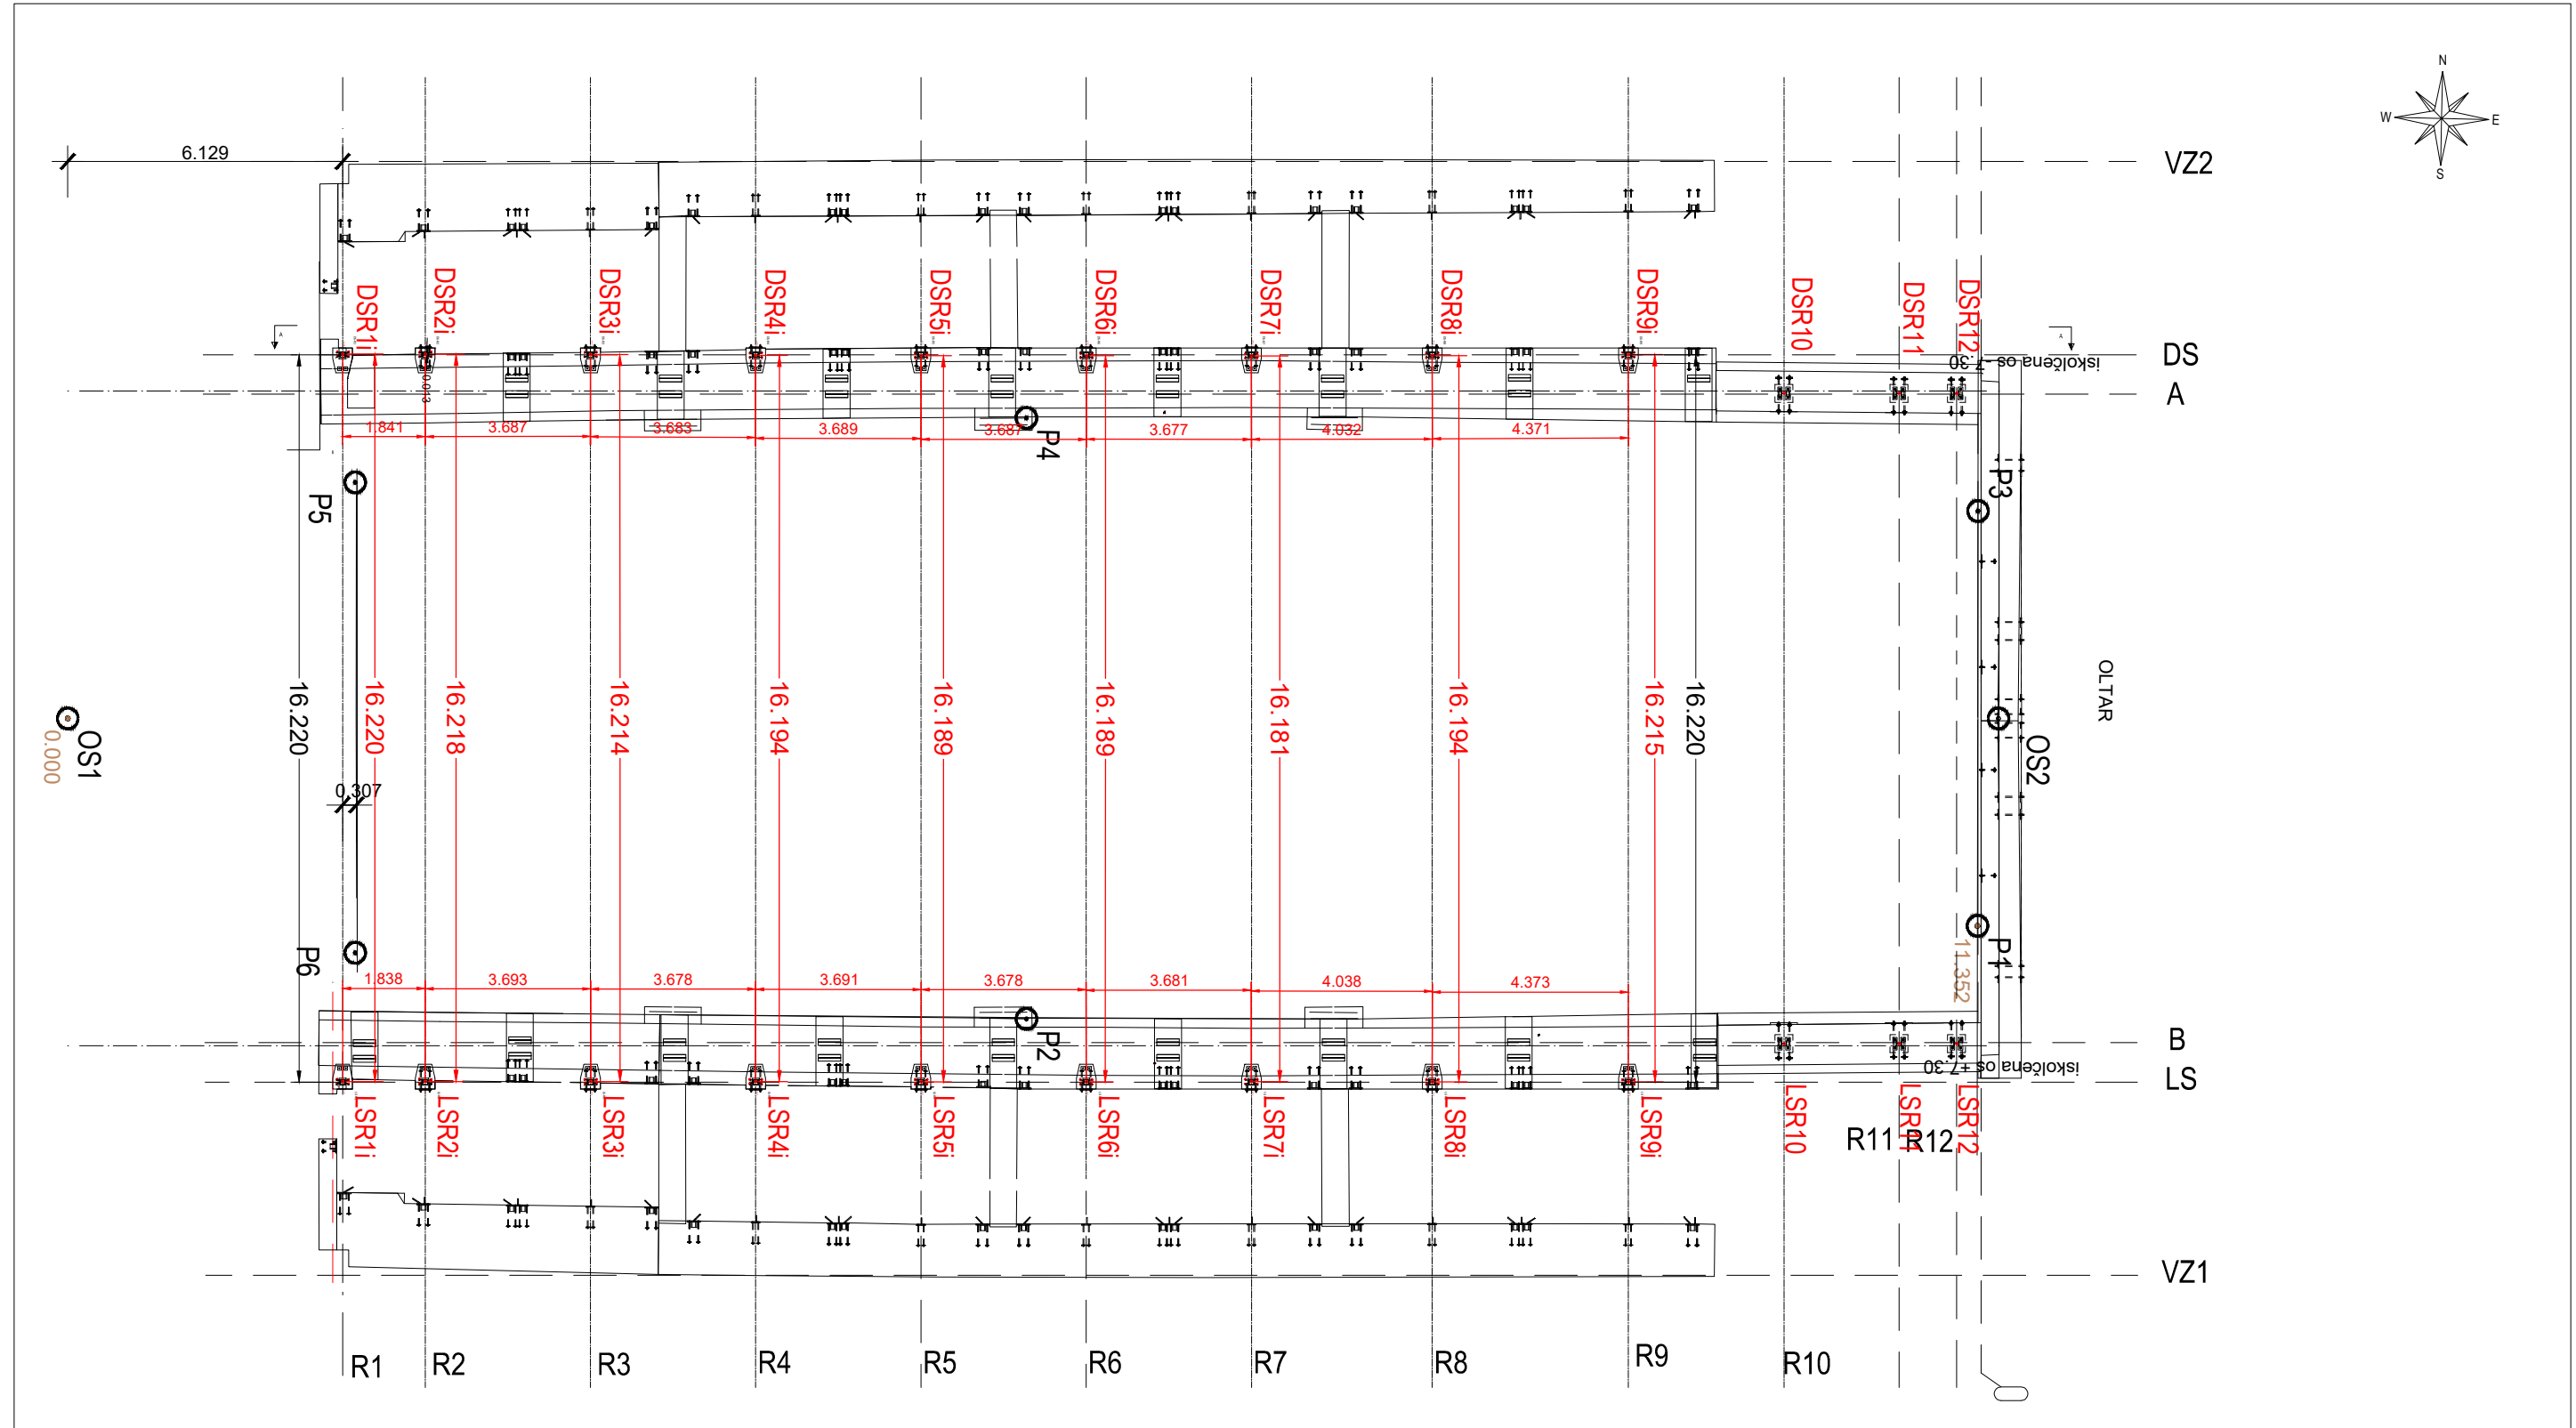 N
W
E
S
6.129
VZ2
DSR1i
DSR2i
DSR3i
DSR4i
DSR5i
DSR6i
DSR7i
DSR8i
DSR9i
DSR10
DSR11
DSR12
A
A
DS
iskolčena os -7.30
A
0.013
1.841
3.687
3.683
3.689
3.687
3.677
4.032
4.371
P4
P5
P3
16.220
16.220
16.218
16.214
16.194
16.189
16.189
16.181
16.194
16.215
16.220
OLTAR
OS1
0.000
OS2
0.307
P6
P1
11.352
1.838
3.693
3.678
3.691
3.678
3.681
4.038
4.373
P2
B
iskolčena os +7.30
LS
LSR1i
LSR2i
LSR3i
LSR4i
LSR5i
LSR6i
LSR7i
LSR8i
LSR9i
LSR10
LSR11
LSR12
R11
R12
VZ1
R1
R2
R3
R4
R5
R6
R7
R8
R9
R10